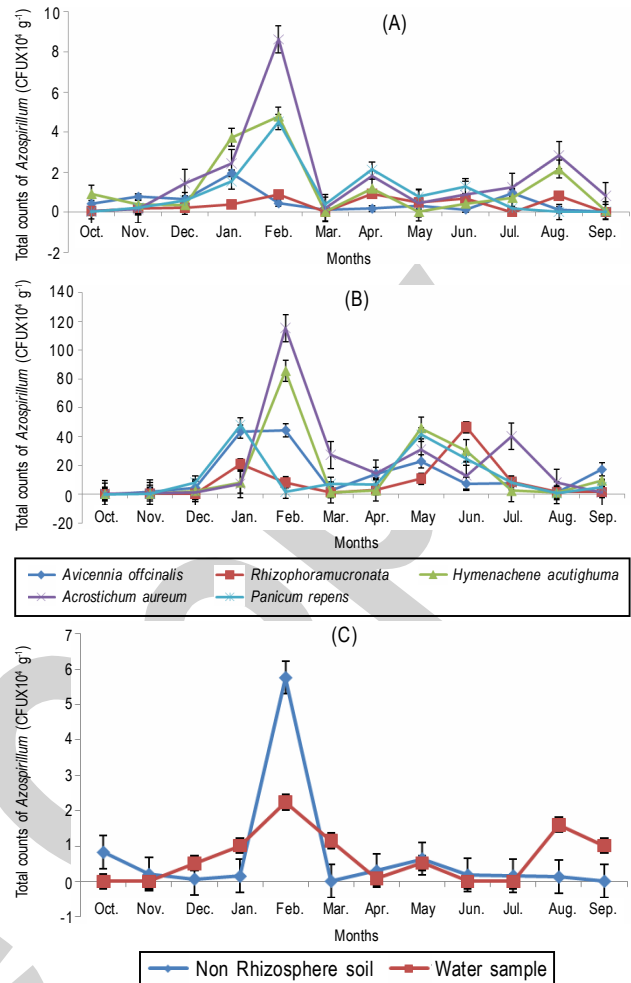 (A)
Total counts of Azospirillum (CFUX10⁴ g⁻¹)
10
8
6
4
2
0
-2
Oct. Nov. Dec. Jan. Feb. Mar. Apr. May Jun. Jul. Aug. Sep.
Months
(B)
Total counts of Azospirillum (CFUX10⁴ g⁻¹)
140
120
100
80
60
40
20
0
-20
Oct. Nov. Dec. Jan. Feb. Mar. Apr. May Jun. Jul. Aug. Sep.
Months
Avicennia offcinalis Rhizophoramucronata Hymenachene acutighuma
Acrostichum aureum Panicum repens
(C)
Total counts of Azospirillum (CFUX10⁴ g⁻¹)
7
6
5
4
3
2
1
0
-1
Oct. Nov. Dec. Jan. Feb. Mar. Apr. May Jun. Jul. Aug. Sep.
Months
Non Rhizosphere soil Water sample